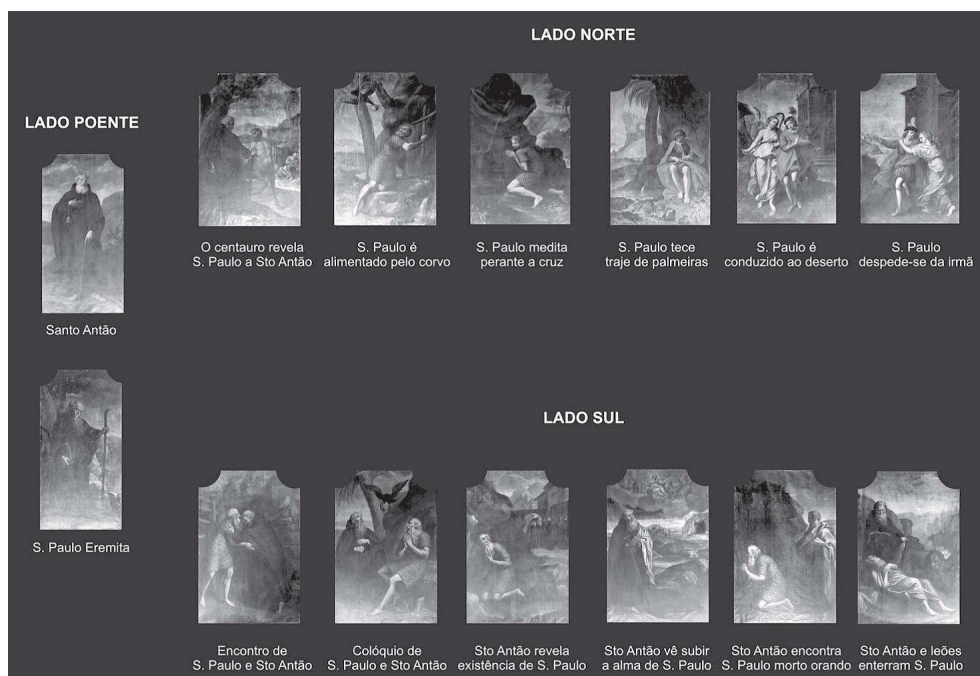 LADO NORTE
LADO POENTE
Santo Antão
S. Paulo Eremita
O centauro revela
S. Paulo a Sto Antão
S. Paulo é
alimentado pelo corvo
S. Paulo medita
perante a cruz
S. Paulo tece
traje de palmeiras
S. Paulo é
conduzido ao deserto
S. Paulo
despede-se da irmã
LADO SUL
Encontro de
S. Paulo e Sto Antão
Colóquio de
S. Paulo e Sto Antão
Sto Antão revela
existência de S. Paulo
Sto Antão vê subir
a alma de S. Paulo
Sto Antão encontra
S. Paulo morto orando
Sto Antão e leões
enterram S. Paulo